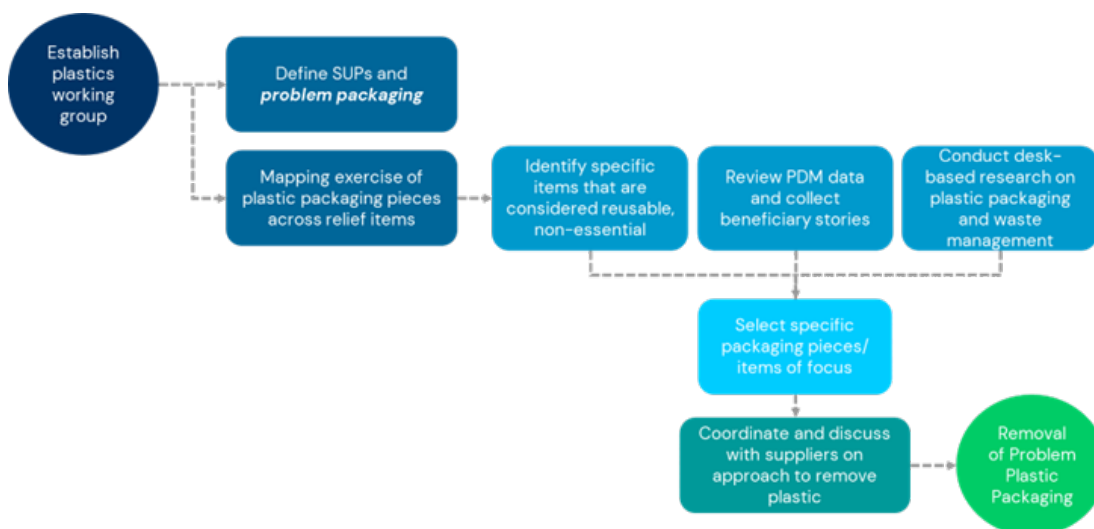 Establish
plastics
working
group
Define SUPs and
problem packaging
Mapping exercise of
plastic packaging pieces
across relief items
Identify specific
items that are
considered reusable,
non-essential
Review PDM data
and collect
beneficiary stories
Conduct desk-
based research on
plastic packaging
and waste
management
Select specific
packaging pieces/
items of focus
Coordinate and discuss
with suppliers on
approach to remove
plastic
Removal
of Problem
Plastic
Packaging